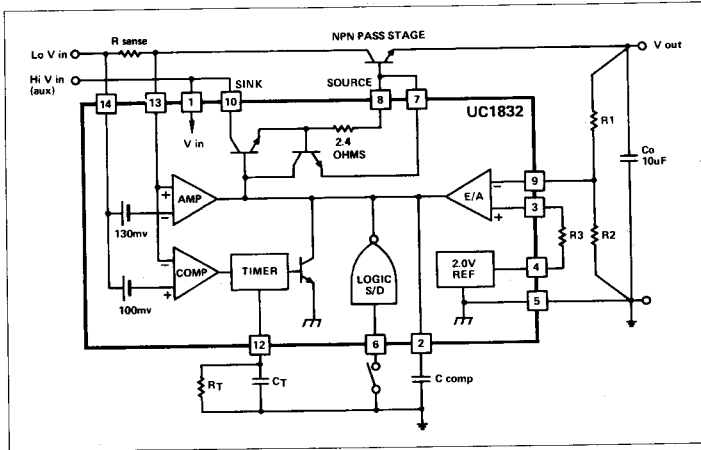 NPN PASS STAGE
Lo V in
R sense
V out
Hi V in
(aux)
SINK
SOURCE
14
13
1
10
8
7
UC1832
V in
2.4
OHMS
R1
Co
10uF
+
AMP
-
130mv
E/A
-
+
9
3
R3
R2
-
COMP
+
100mv
TIMER
LOGIC
S/D
2.0V
REF
4
5
12
6
2
RT
CT
C comp